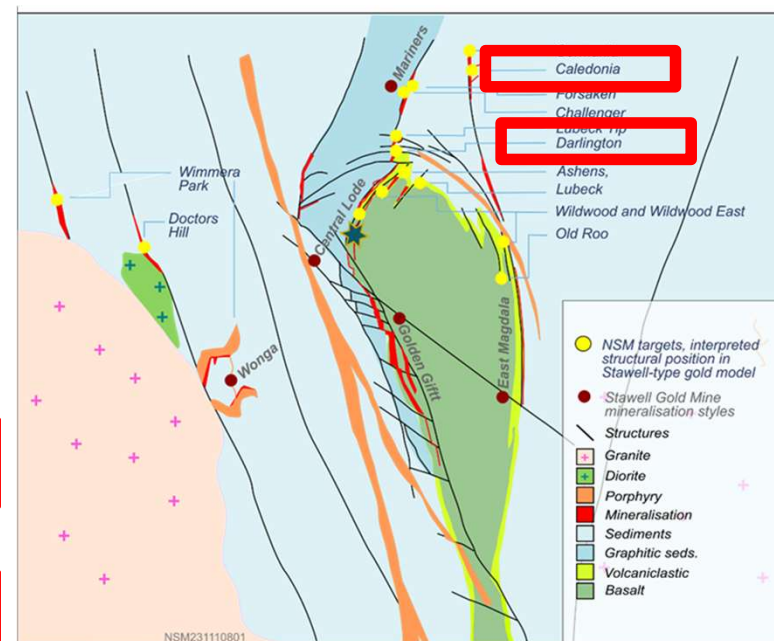 Mariners
Caledonia
Forsaken
Challenger
Lubeck Tip
Darlington
Ashens,
Lubeck
Wildwood and Wildwood East
Old Roo
Wimmera
Park
Doctors
Hill
Central Lode
Wonga
Golden Giftt
East Magdala
NSM targets, interpreted
structural position in
Stawell-type gold model
Stawell Gold Mine
mineralisation styles
Structures
Granite
Diorite
Porphyry
Mineralisation
Sediments
Graphitic seds.
Volcaniclastic
Basalt
NSM231110801